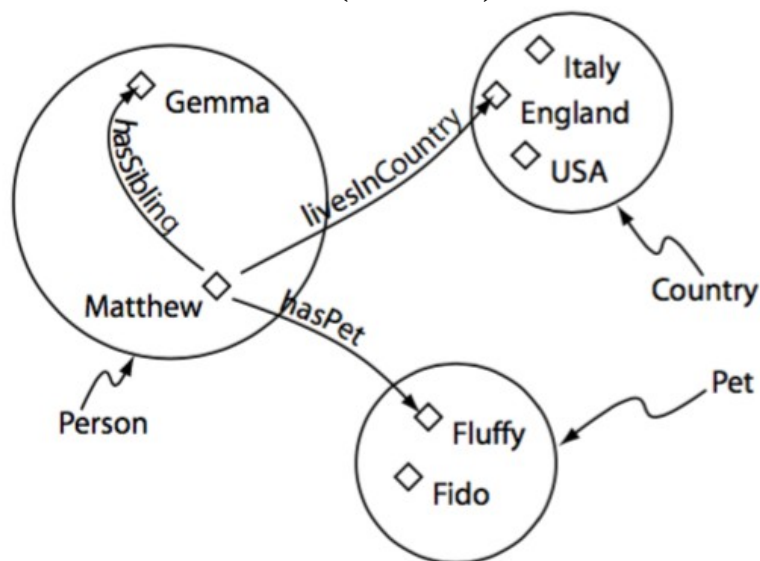 Italy
Gemma
England
hasSibling
livesInCountry
USA
Matthew
hasPet
Country
Person
Pet
Fluffy
Fido